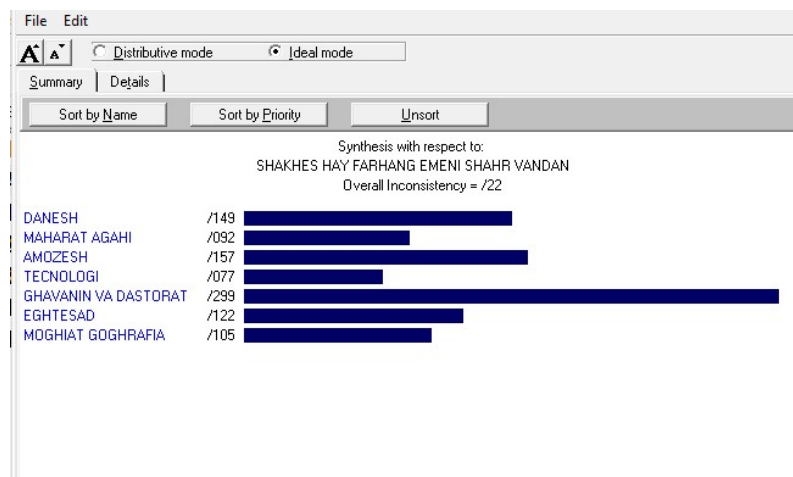 File Edit
A A Distributive mode Ideal mode
Summary Details
Sort by Name Sort by Priority Unsort
Synthesis with respect to:
SHAKHES HAY FARHANG EMENI SHAHR VANDAN
Overall Inconsistency = /22
DANESH /149
MAHARAT AGAHI /092
AMOZESH /157
TECNOLOGI /077
GHAVANIN VA DASTORAT /299
EGHTESAD /122
MOGHIAT GOGHRAFIA /105